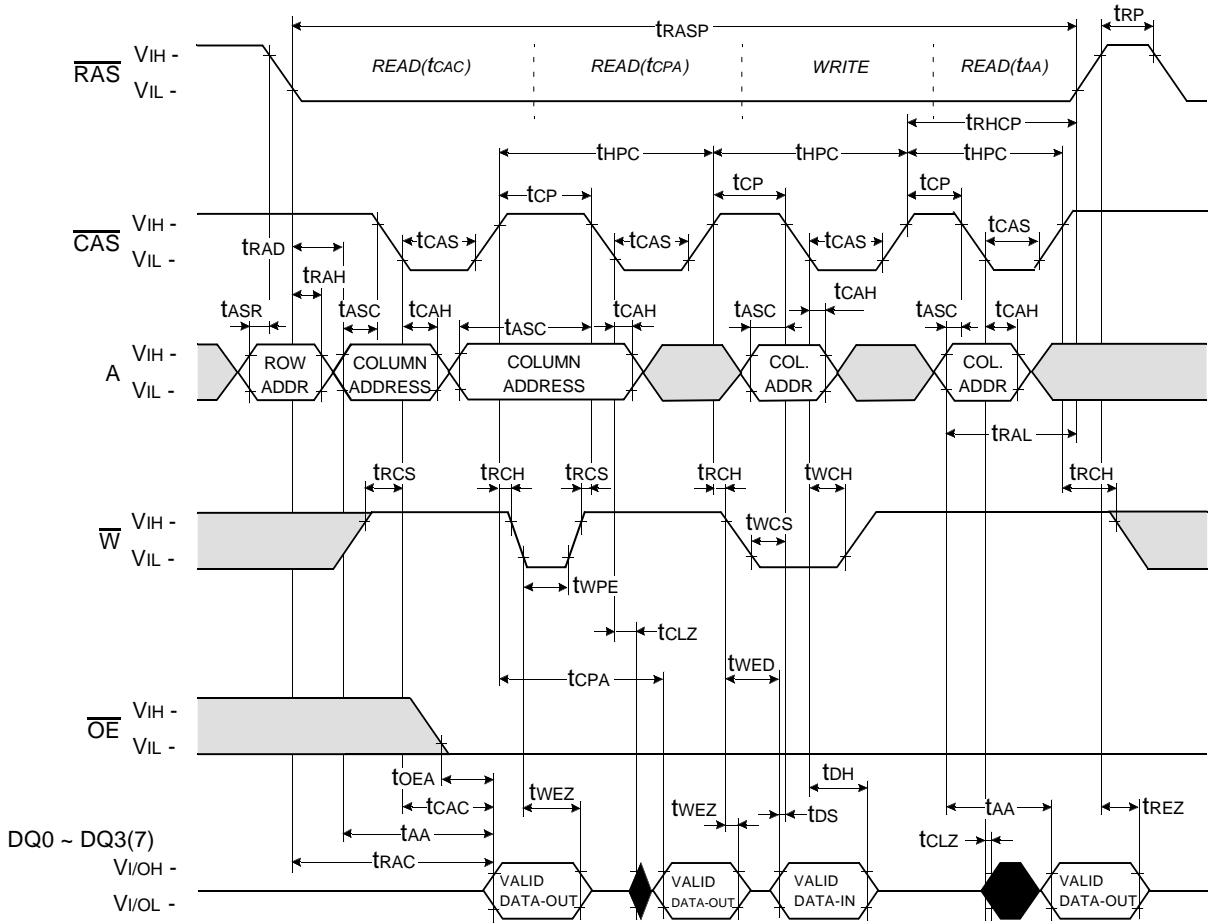 tRASP
tRP
RAS
VIH -
VIL -
READ(tCAC)
READ(tCPA)
WRITE
READ(tAA)
tRHCP
tHPC
tHPC
tHPC
tCP
tCP
tCP
CAS
VIH -
VIL -
tCAS
tCAS
tCAS
tCAS
tRAD
tRAH
tASR
tASC
tCAH
tASC
tCAH
tASC
tCAH
tASC
tCAH
A
VIH -
VIL -
ROW
ADDR
COLUMN
ADDRESS
COLUMN
ADDRESS
COL.
ADDR
COL.
ADDR
tRAL
tRCS
tRCH
tRCS
tRCH
tWCH
tRCH
W
VIH -
VIL -
tWCS
tWPE
tCLZ
tWED
tCPA
OE
VIH -
VIL -
tOEA
tCAC
tAA
tRAC
tWEZ
tWEZ
tDH
tDS
tAA
tREZ
tCLZ
DQ0 ~ DQ3(7)
VI/OH -
VI/OL -
VALID
DATA-OUT
VALID
DATA-OUT
VALID
DATA-IN
VALID
DATA-OUT